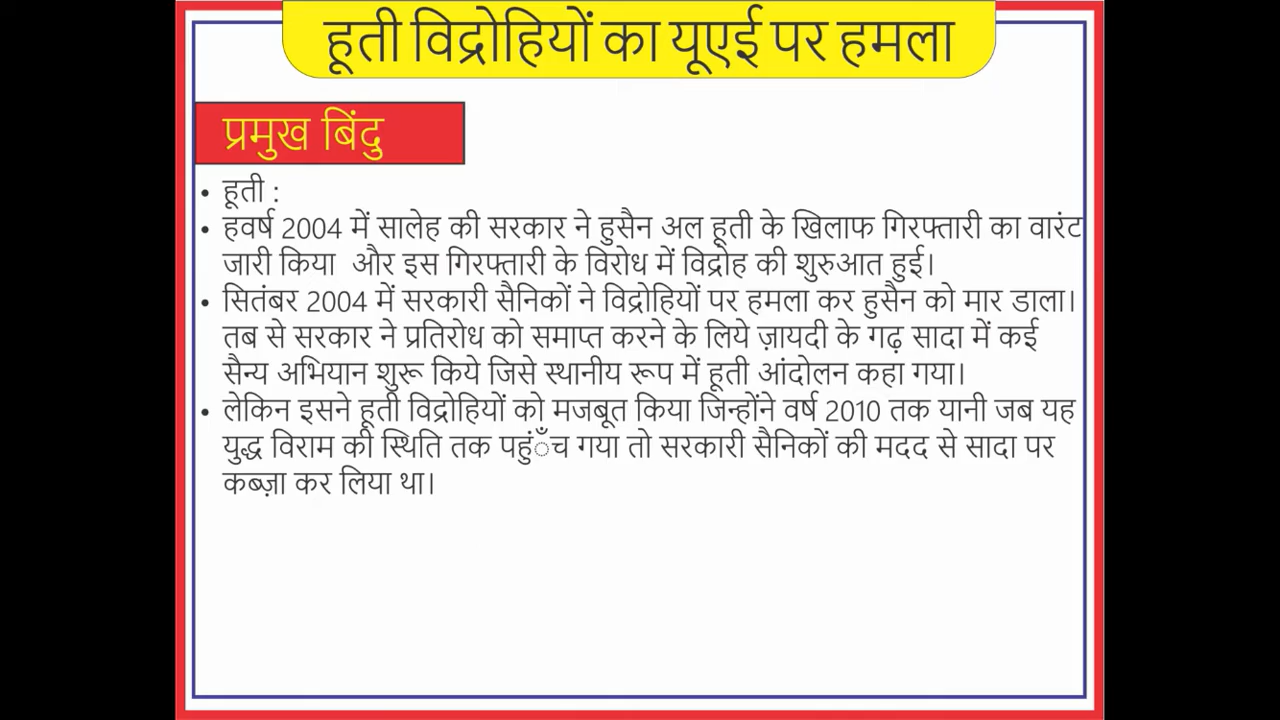 हूती विद्रोहियों का यूएई पर हमला
प्रमुख बिंदु
• हूती :
• हवर्ष 2004 में सालेह की सरकार ने हुसैन अल हूती के खिलाफ गिरफ्तारी का वारंट
जारी किया और इस गिरफ्तारी के विरोध में विद्रोह की शुरुआत हुई।
• सितंबर 2004 में सरकारी सैनिकों ने विद्रोहियों पर हमला कर हुसैन को मार डाला।
तब से सरकार ने प्रतिरोध को समाप्त करने के लिये ज़ायदी के गढ़ सादा में कई
सैन्य अभियान शुरू किये जिसे स्थानीय रूप में हूती आंदोलन कहा गया।
• लेकिन इसने हूती विद्रोहियों को मजबूत किया जिन्होंने वर्ष 2010 तक यानी जब यह
युद्ध विराम की स्थिति तक पहुंँच गया तो सरकारी सैनिकों की मदद से सादा पर
कब्ज़ा कर लिया था।